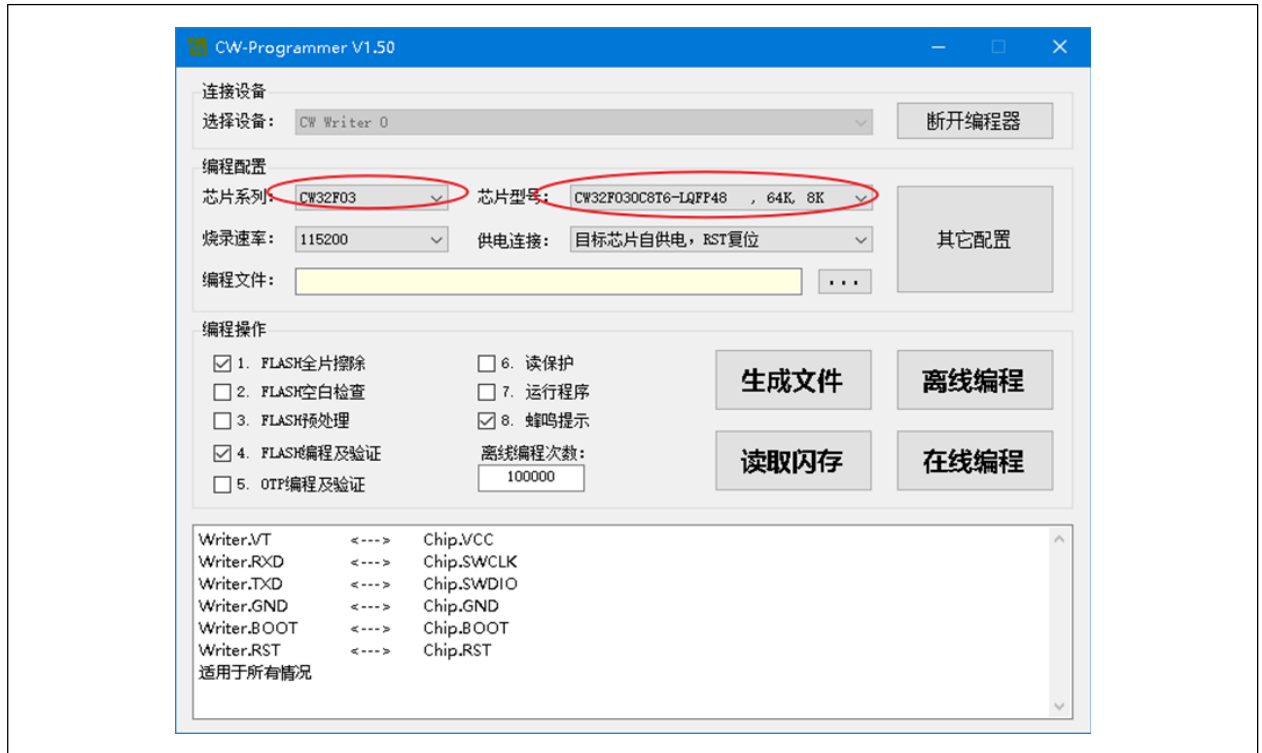 CW-Programmer V1.50
连接设备
选择设备： CW Writer 0 断开编程器
编程配置
芯片系列： CW32F03 芯片型号： CW32F030C8T6-LQFP48 , 64K, 8K
烧录速率： 115200 供电连接： 目标芯片自供电，RST复位 其它配置
编程文件： ...
编程操作
1. FLASH全片擦除 6. 读保护
2. FLASH空白检查 7. 运行程序
3. FLASH预处理 8. 蜂鸣提示
4. FLASH编程及验证 离线编程次数：
5. OTP编程及验证 100000
生成文件 离线编程
读取闪存 在线编程
Writer.VT <---> Chip.VCC
Writer.RXD <---> Chip.SWCLK
Writer.TXD <---> Chip.SWDIO
Writer.GND <---> Chip.GND
Writer.BOOT <---> Chip.BOOT
Writer.RST <---> Chip.RST
适用于所有情况